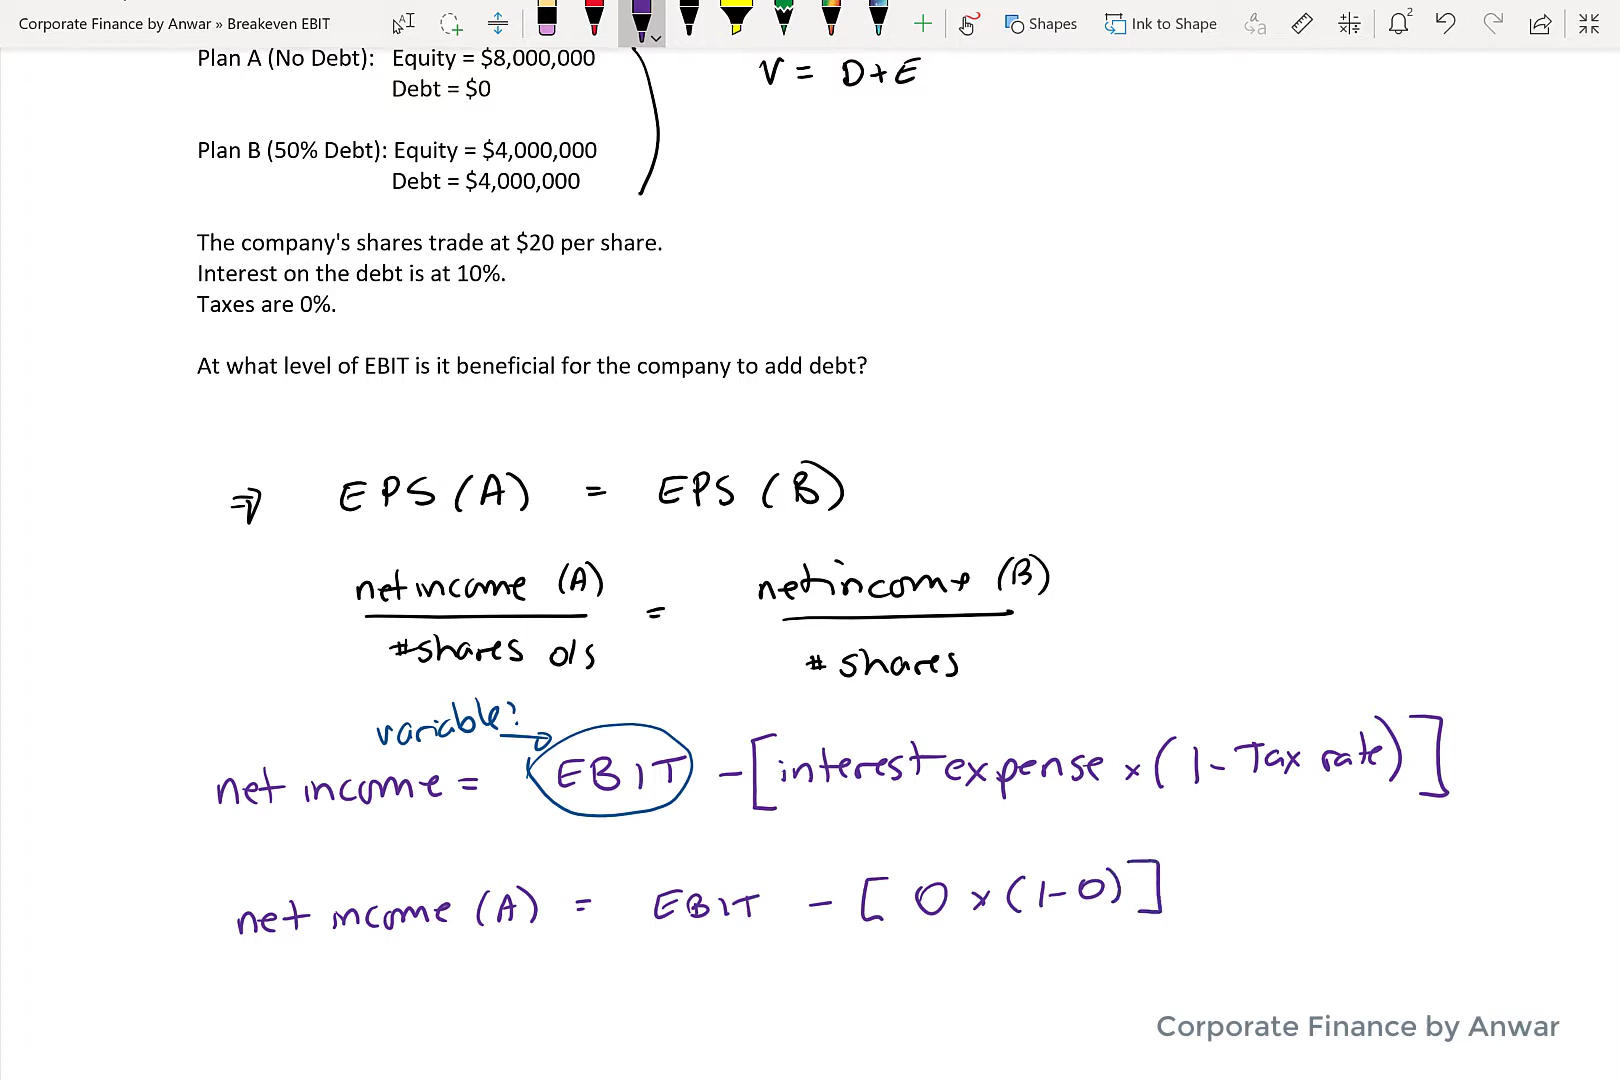 Corporate Finance by Anwar » Breakeven EBIT
Shapes
Ink to Shape
Plan A (No Debt): Equity = $8,000,000
Debt = $0
V = D+E
Plan B (50% Debt): Equity = $4,000,000
Debt = $4,000,000
The company's shares trade at $20 per share.
Interest on the debt is at 10%.
Taxes are 0%.
At what level of EBIT is it beneficial for the company to add debt?
⇒ EPS (A) = EPS (B)
net income (A) = net income (B)
# shares o/s
# shares
variable?
net income = EBIT - [interest expense × (1 - Tax rate)]
net income (A) = EBIT - [0 × (1-0)]
Corporate Finance by Anwar